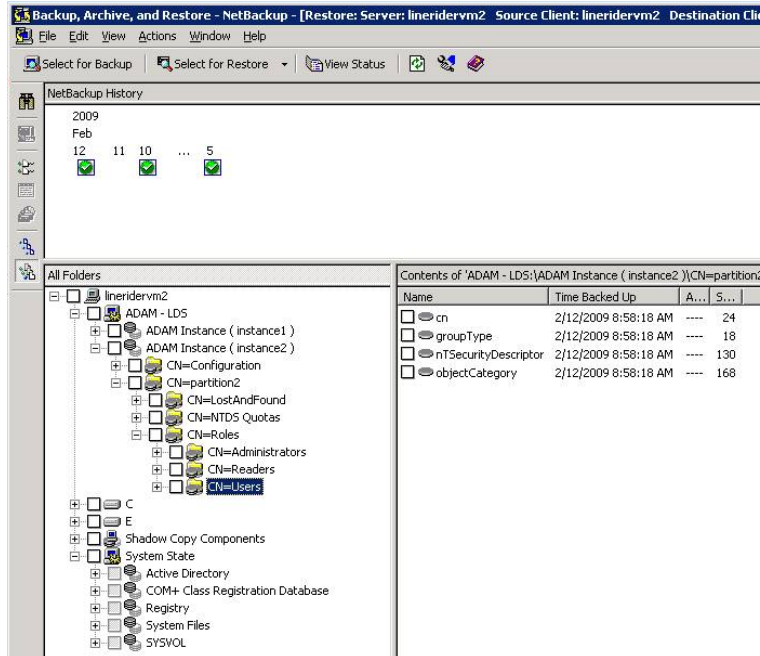 Backup, Archive, and Restore - NetBackup - [Restore: Server: lineridervm2 Source Client: lineridervm2 Destination Clie
File Edit View Actions Window Help
Select for Backup Select for Restore View Status
NetBackup History
2009
Feb
12 11 10 ... 5
All Folders
lineridervm2
ADAM - LDS
ADAM Instance ( instance1 )
ADAM Instance ( instance2 )
CN=Configuration
CN=partition2
CN=LostAndFound
CN=NTDS Quotas
CN=Roles
CN=Administrators
CN=Readers
CN=Users
C
E
Shadow Copy Components
System State
Active Directory
COM+ Class Registration Database
Registry
System Files
SYSVOL
Contents of 'ADAM - LDS:\ADAM Instance ( instance2 )\CN=partition2
Name Time Backed Up A... S...
cn 2/12/2009 8:58:18 AM ---- 24
groupType 2/12/2009 8:58:18 AM ---- 18
nTSecurityDescriptor 2/12/2009 8:58:18 AM ---- 130
objectCategory 2/12/2009 8:58:18 AM ---- 168